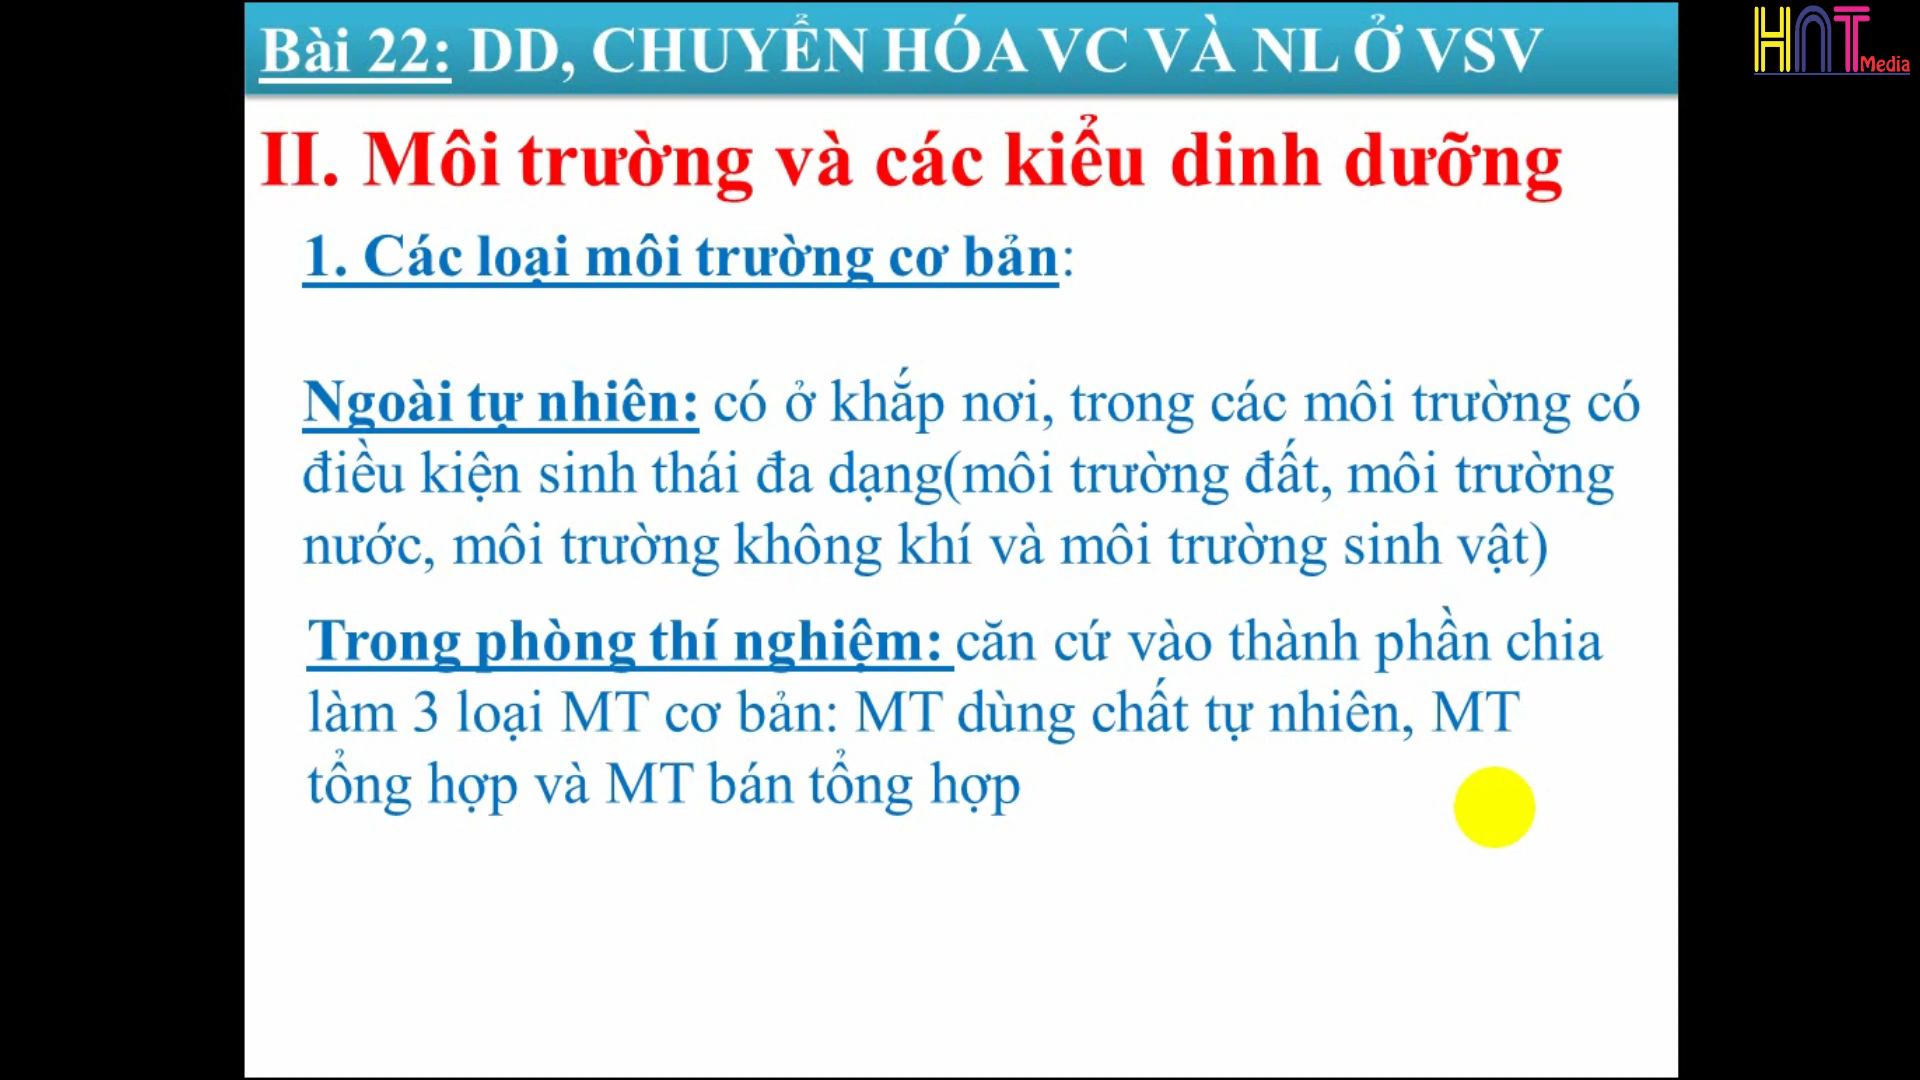 Bài 22: DD, CHUYỂN HÓA VC VÀ NL Ở VSV
HNT Media
II. Môi trường và các kiểu dinh dưỡng
1. Các loại môi trường cơ bản:
Ngoài tự nhiên: có ở khắp nơi, trong các môi trường có
điều kiện sinh thái đa dạng(môi trường đất, môi trường
nước, môi trường không khí và môi trường sinh vật)
Trong phòng thí nghiệm: căn cứ vào thành phần chia
làm 3 loại MT cơ bản: MT dùng chất tự nhiên, MT
tổng hợp và MT bán tổng hợp